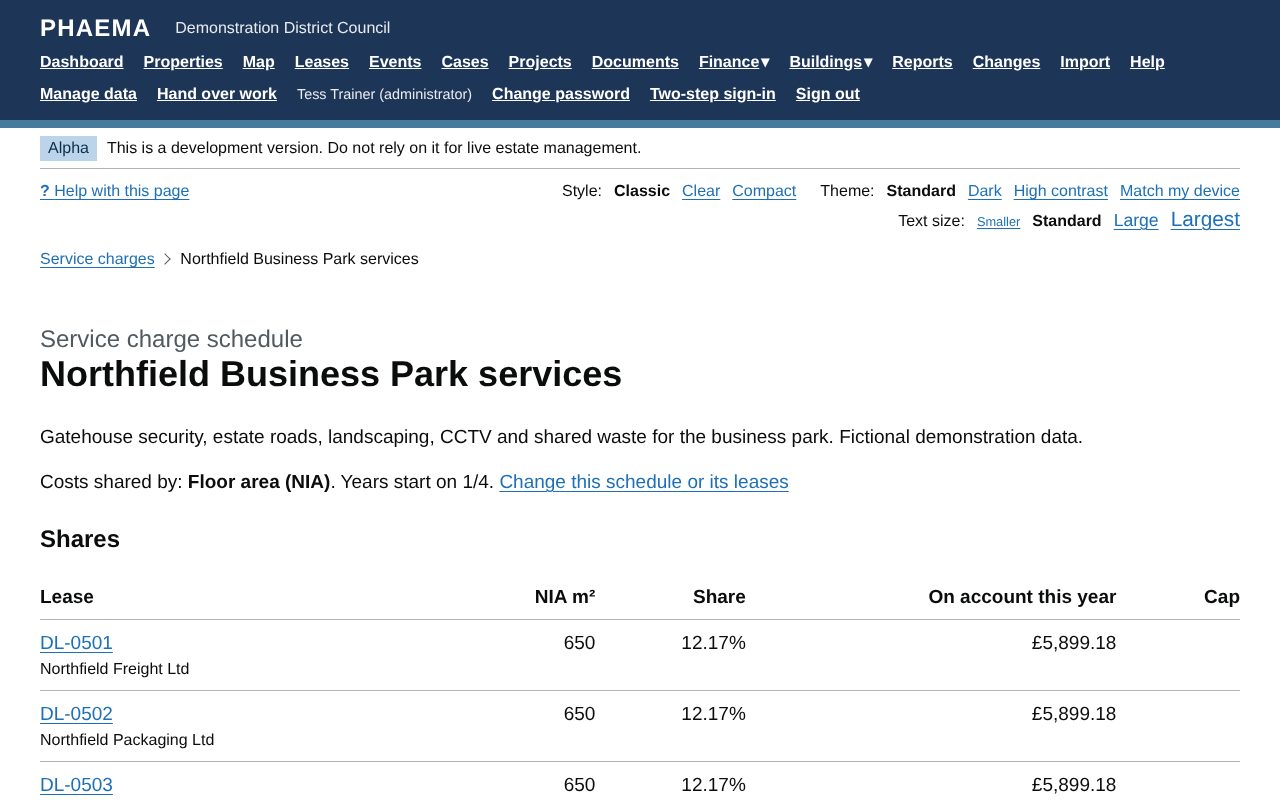 PHAEMA Demonstration District Council
Dashboard Properties Map Leases Events Cases Projects Documents Finance▾ Buildings▾ Reports Changes Import Help
Manage data Hand over work Tess Trainer (administrator) Change password Two-step sign-in Sign out
Alpha This is a development version. Do not rely on it for live estate management.
? Help with this page Style: Classic Clear Compact Theme: Standard Dark High contrast Match my device
Text size: Smaller Standard Large Largest
Service charges > Northfield Business Park services
Service charge schedule
Northfield Business Park services
Gatehouse security, estate roads, landscaping, CCTV and shared waste for the business park. Fictional demonstration data.
Costs shared by: Floor area (NIA). Years start on 1/4. Change this schedule or its leases
Shares
Lease NIA m² Share On account this year Cap
DL-0501 650 12.17% £5,899.18
Northfield Freight Ltd
DL-0502 650 12.17% £5,899.18
Northfield Packaging Ltd
DL-0503 650 12.17% £5,899.18